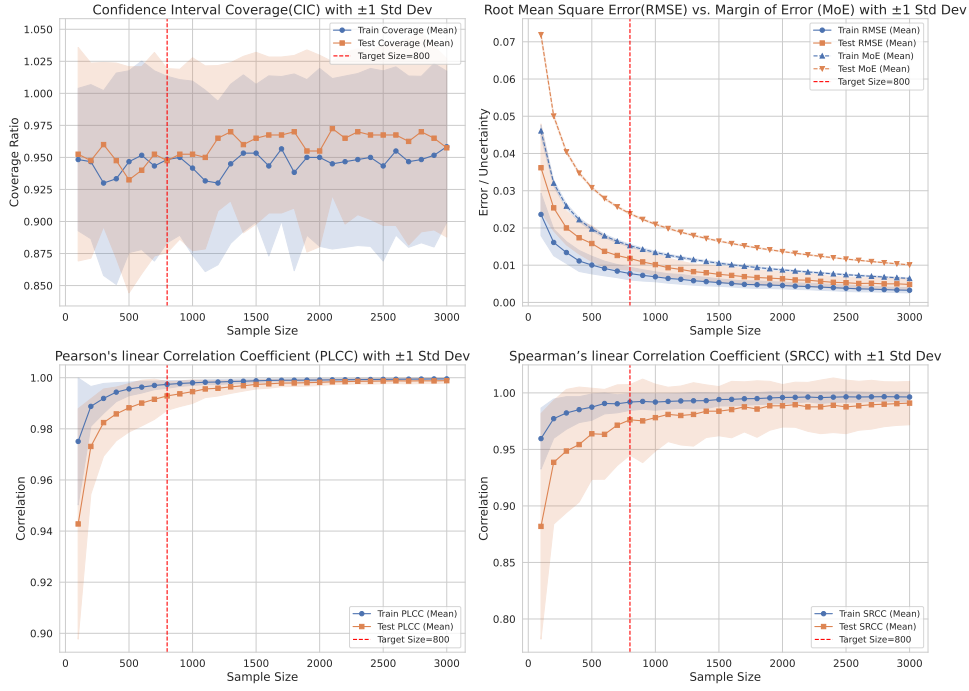 Confidence Interval Coverage(CIC) with ±1 Std Dev
1.050
1.025
1.000
0.975
0.950
0.925
0.900
0.875
0.850
Coverage Ratio
Train Coverage (Mean)
Test Coverage (Mean)
Target Size=800
0 500 1000 1500 2000 2500 3000
Sample Size
Root Mean Square Error(RMSE) vs. Margin of Error (MoE) with ±1 Std Dev
0.07
0.06
0.05
0.04
0.03
0.02
0.01
0.00
Error / Uncertainty
Train RMSE (Mean)
Test RMSE (Mean)
Train MoE (Mean)
Test MoE (Mean)
Target Size=800
0 500 1000 1500 2000 2500 3000
Sample Size
Pearson's linear Correlation Coefficient (PLCC) with ±1 Std Dev
1.00
0.98
0.96
0.94
0.92
0.90
Correlation
Train PLCC (Mean)
Test PLCC (Mean)
Target Size=800
0 500 1000 1500 2000 2500 3000
Sample Size
Spearman’s linear Correlation Coefficient (SRCC) with ±1 Std Dev
1.00
0.95
0.90
0.85
0.80
Correlation
Train SRCC (Mean)
Test SRCC (Mean)
Target Size=800
0 500 1000 1500 2000 2500 3000
Sample Size